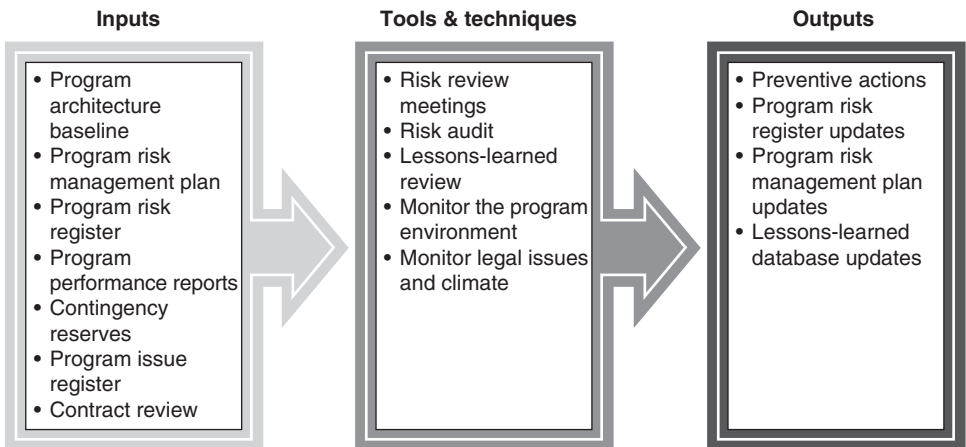 Inputs
Tools & techniques
Outputs
• Program
architecture
baseline
• Program risk
management plan
• Program risk
register
• Program
performance reports
• Contingency
reserves
• Program issue
register
• Contract review
• Risk review
meetings
• Risk audit
• Lessons-learned
review
• Monitor the program
environment
• Monitor legal issues
and climate
• Preventive actions
• Program risk
register updates
• Program risk
management plan
updates
• Lessons-learned
database updates